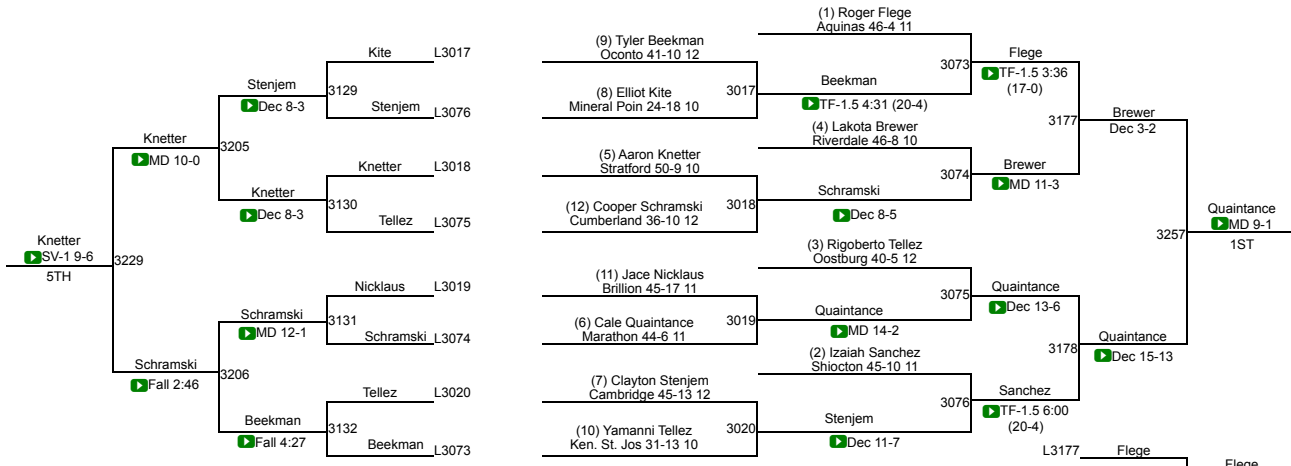 (1) Roger Flege
Aquinas 46-4 11
(9) Tyler Beekman
Oconto 41-10 12
3017
(8) Elliot Kite
Mineral Poin 24-18 10
Beekman
TF-1.5 4:31 (20-4)
3073
Flege
TF-1.5 3:36
(17-0)
(4) Lakota Brewer
Riverdale 46-8 10
(5) Aaron Knetter
Stratford 50-9 10
3018
(12) Cooper Schramski
Cumberland 36-10 12
Schramski
Dec 8-5
3074
Brewer
MD 11-3
3177
Brewer
Dec 3-2
(3) Rigoberto Tellez
Oostburg 40-5 12
(11) Jace Nicklaus
Brillion 45-17 11
3019
(6) Cale Quaintance
Marathon 44-6 11
Quaintance
MD 14-2
3075
Quaintance
Dec 13-6
(2) Izaiah Sanchez
Shiocton 45-10 11
(7) Clayton Stenjem
Cambridge 45-13 12
3020
(10) Yamanni Tellez
Ken. St. Jos 31-13 10
Stenjem
Dec 11-7
3076
Sanchez
TF-1.5 6:00
(20-4)
3178
Quaintance
Dec 15-13
3257
Quaintance
MD 9-1
1ST
Kite
L3017
3129
Stenjem
L3076
Stenjem
Dec 8-3
Knetter
L3018
3130
Tellez
L3075
Knetter
Dec 8-3
3205
Knetter
MD 10-0
Nicklaus
L3019
3131
Schramski
L3074
Schramski
MD 12-1
Tellez
L3020
3132
Beekman
L3073
Beekman
Fall 4:27
3206
Schramski
Fall 2:46
3229
Knetter
SV-1 9-6
5TH
L3177
Flege
Flege